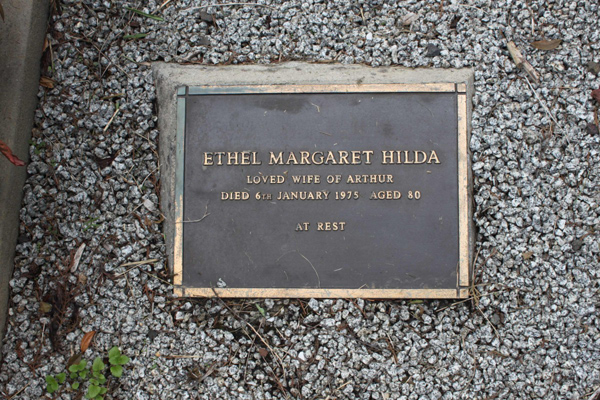 ETHEL MARGARET HILDA
LOVED WIFE OF ARTHUR
DIED 6TH JANUARY 1975 AGED 80
AT REST